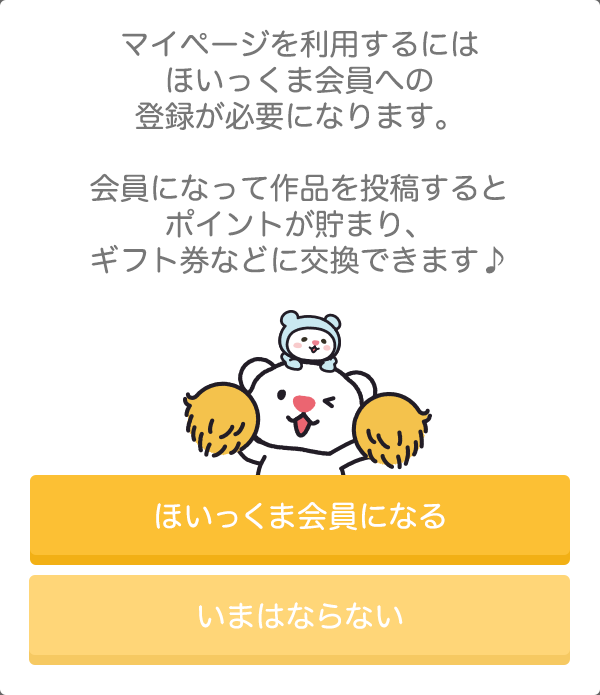 マイページを利用するには
ほいっくま会員への
登録が必要になります。
会員になって作品を投稿すると
ポイントが貯まり、
ギフト券などに交換できます♪
ほいっくま会員になる
いまはならない